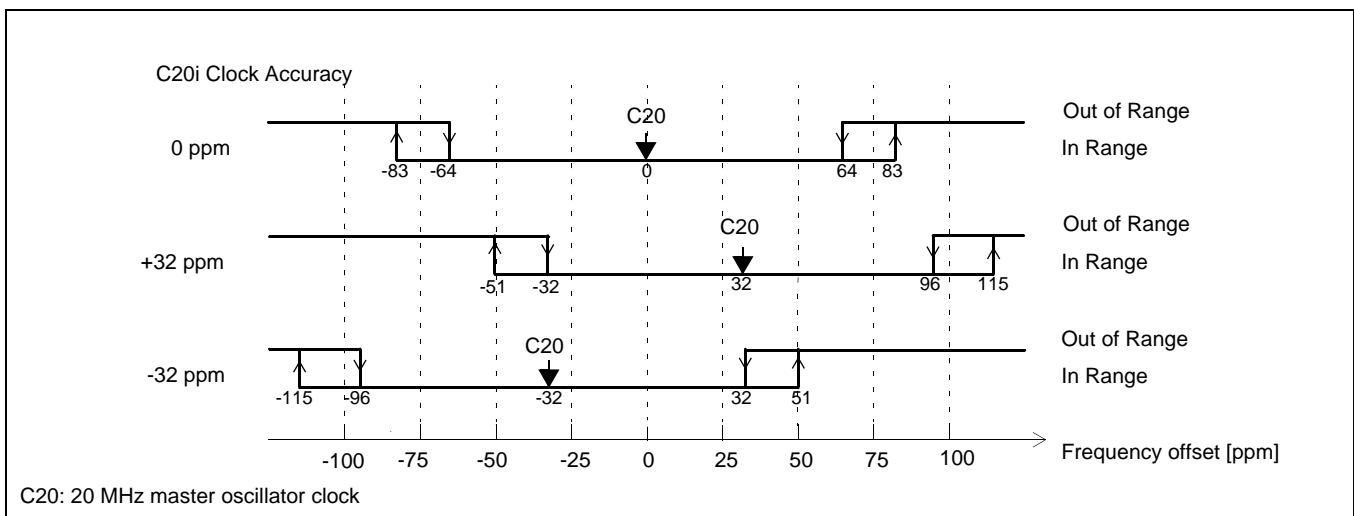 C20i Clock Accuracy
C20
Out of Range
0 ppm
In Range
-83 -64 0 64 83
C20
Out of Range
+32 ppm
In Range
-51 -32 32 96 115
C20
Out of Range
-32 ppm
In Range
-115 -96 -32 32 51
-100 -75 -50 -25 0 25 50 75 100
Frequency offset [ppm]
C20: 20 MHz master oscillator clock